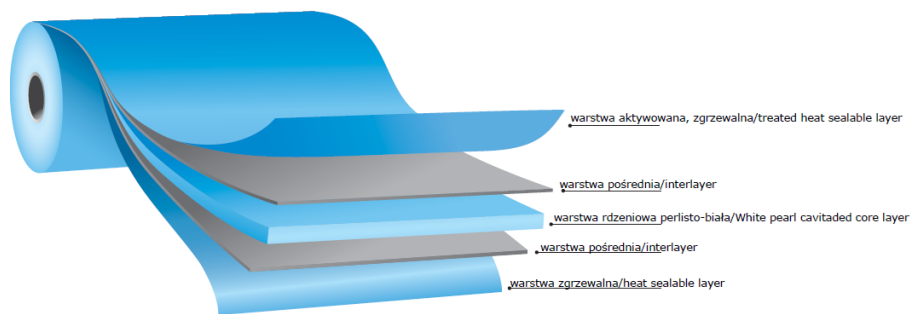 warstwa aktywowana, zgrzewalna/treated heat sealable layer
warstwa pośrednia/interlayer
warstwa rdzeniowa perlisto-biała/White pearl cavitaded core layer
warstwa pośrednia/interlayer
warstwa zgrzewalna/heat sealable layer